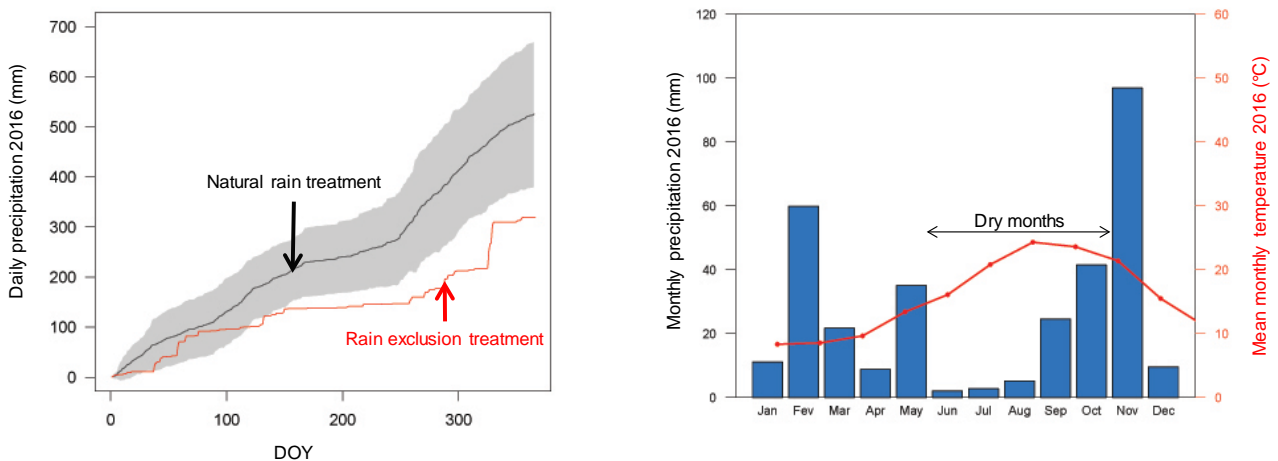 Daily precipitation 2016 (mm)
700
600
500
400
300
200
100
0
Natural rain treatment
Rain exclusion treatment
0 100 200 300
DOY
Monthly precipitation 2016 (mm)
120
100
80
60
40
20
0
Dry months
Jan Fev Mar Apr May Jun Jul Aug Sep Oct Nov Dec
60
50
40
30
20
10
0
Mean monthly temperature 2016 (°C)